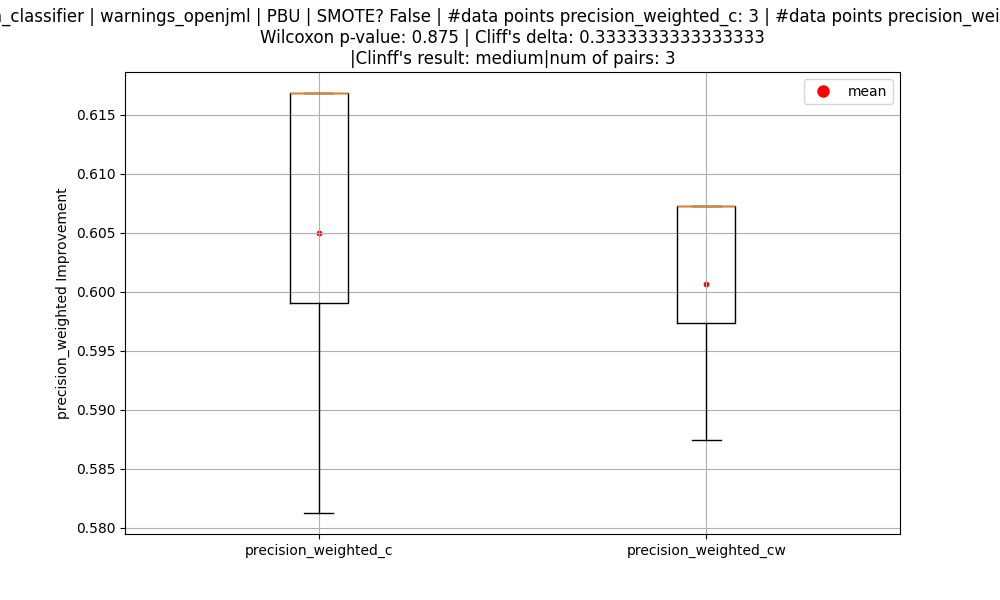 _classifier | warnings_openjml | PBU | SMOTE? False | #data points precision_weighted_c: 3 | #data points precision_wei
Wilcoxon p-value: 0.875 | Cliff's delta: 0.3333333333333333
|Clinff's result: medium|num of pairs: 3
mean
0.615
0.610
0.605
0.600
0.595
0.590
0.585
0.580
precision_weighted Improvement
precision_weighted_c
precision_weighted_cw